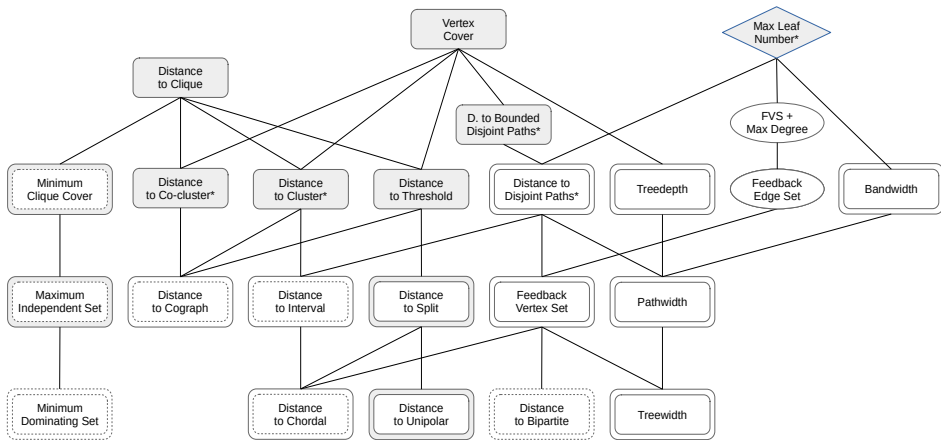 Vertex
Cover
Max Leaf
Number*
Distance
to Clique
D. to Bounded
Disjoint Paths*
FVS +
Max Degree
Minimum
Clique Cover
Distance
to Co-cluster*
Distance
to Cluster*
Distance
to Threshold
Distance to
Disjoint Paths*
Treedepth
Feedback
Edge Set
Bandwidth
Maximum
Independent Set
Distance
to Cograph
Distance
to Interval
Distance
to Split
Feedback
Vertex Set
Pathwidth
Minimum
Dominating Set
Distance
to Chordal
Distance
to Unipolar
Distance
to Bipartite
Treewidth